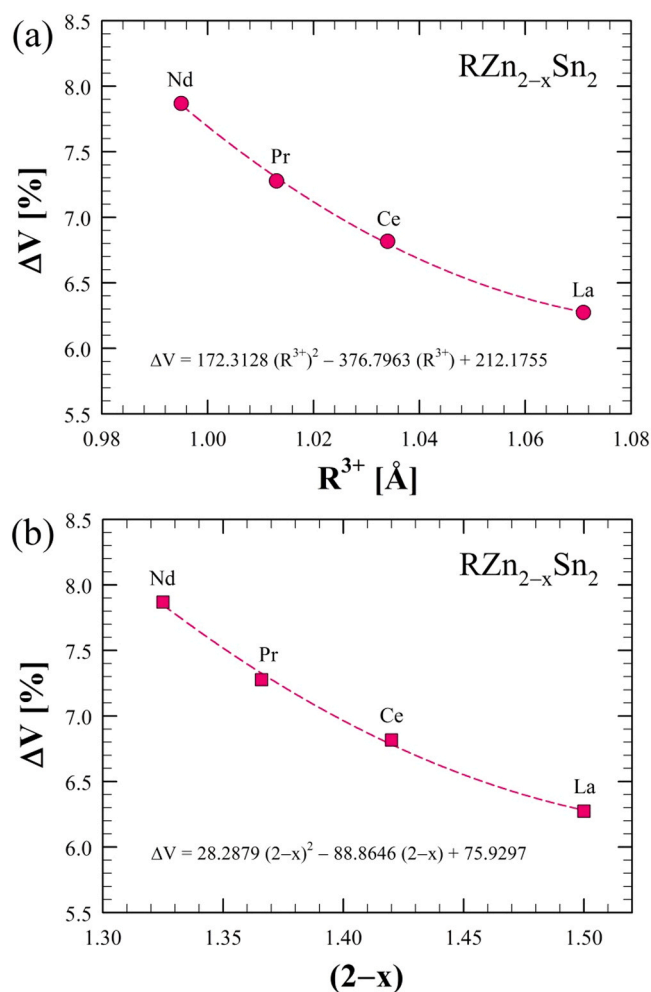 (a)
RZn₂₋ₓSn₂
Nd
Pr
Ce
La
ΔV = 172.3128 (R³⁺)² – 376.7963 (R³⁺) + 212.1755
ΔV [%]
8.5
8.0
7.5
7.0
6.5
6.0
5.5
0.98 1.00 1.02 1.04 1.06 1.08
R³⁺ [Å]
(b)
RZn₂₋ₓSn₂
Nd
Pr
Ce
La
ΔV = 28.2879 (2–x)² – 88.8646 (2–x) + 75.9297
ΔV [%]
8.5
8.0
7.5
7.0
6.5
6.0
5.5
1.30 1.35 1.40 1.45 1.50
(2–x)